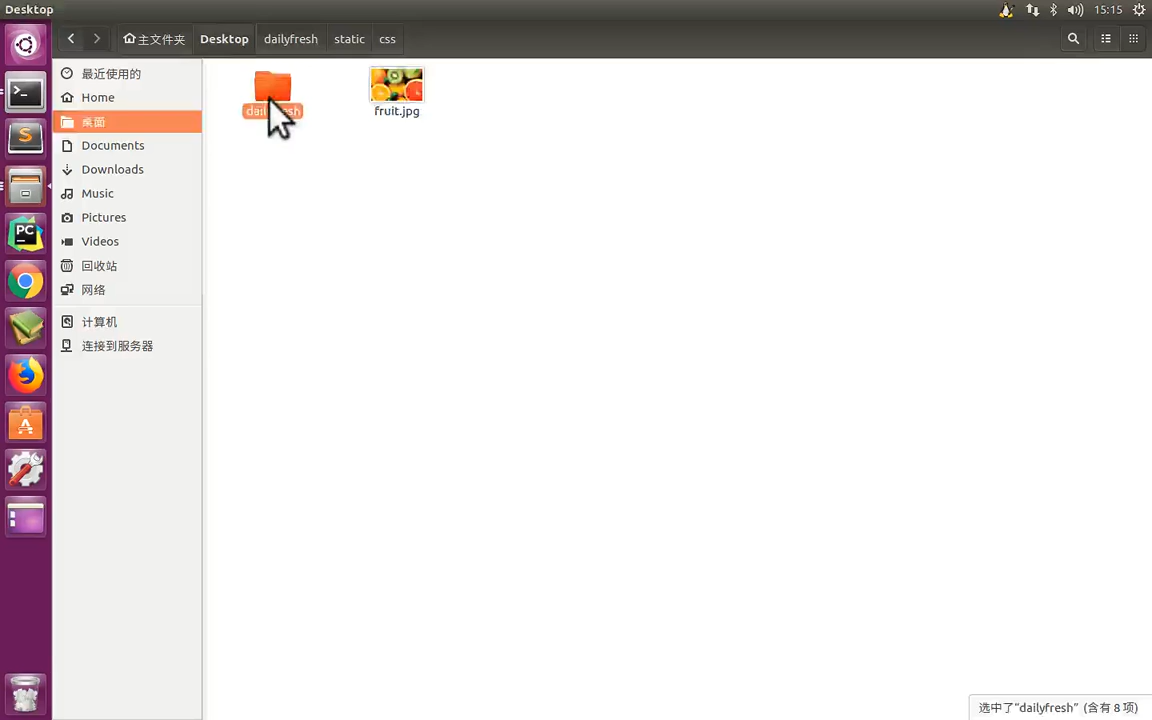 Desktop
15:15
主文件夹 Desktop dailyfresh static css
最近使用的
Home
桌面
Documents
Downloads
Music
Pictures
Videos
回收站
网络
计算机
连接到服务器
fruit.jpg
PC
选中了“dailyfresh” (含有 8 项)